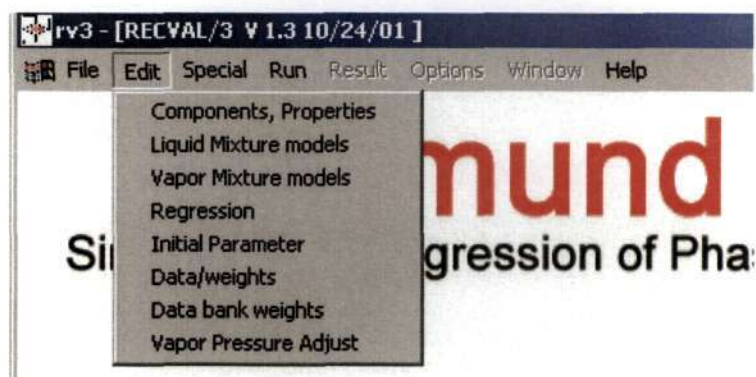 rv3 - [RECVAL/3 V 1.3 10/24/01 ]
File Edit Special Run Result Options Window Help
Components, Properties
Liquid Mixture models
Vapor Mixture models
Regression
Initial Parameter
Data/weights
Data bank weights
Vapor Pressure Adjust
mund
Si gression of Pha